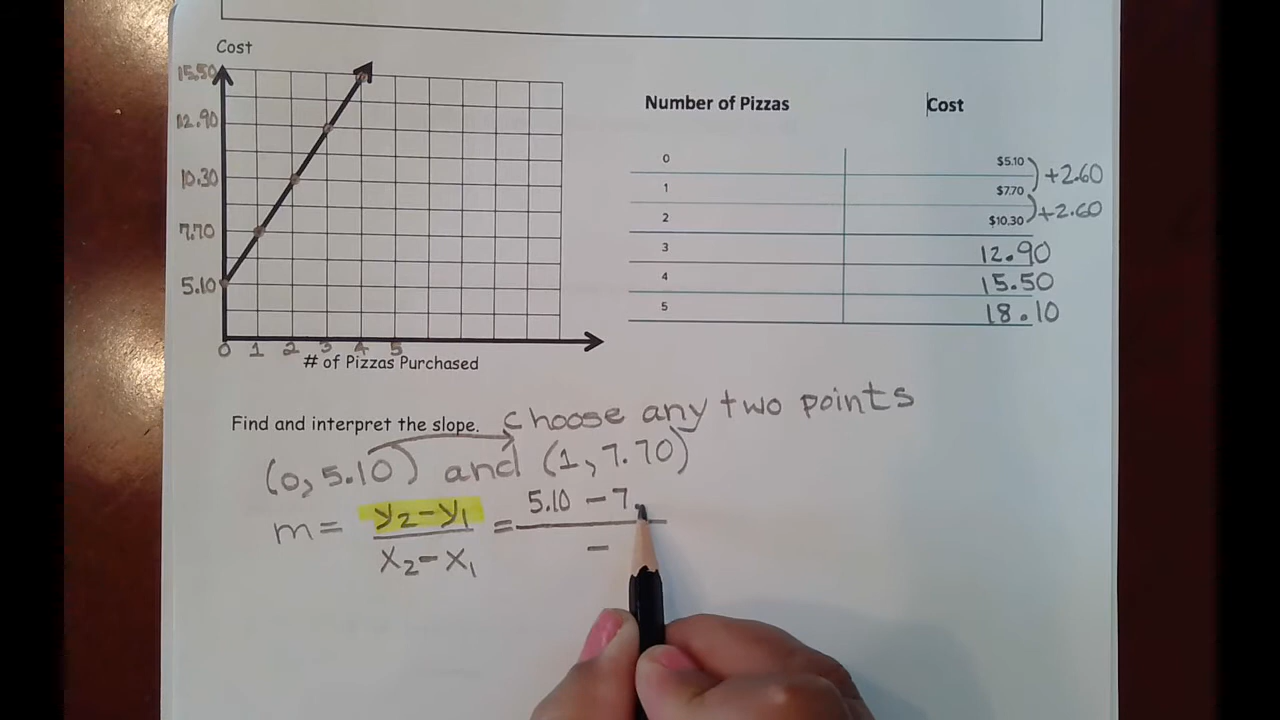 Cost
15.50
12.90
10.30
7.70
5.10
0 1 2 3 4 5
# of Pizzas Purchased
Number of Pizzas Cost
0 $5.10
1 $7.70
2 $10.30
3 12.90
4 15.50
5 18.10
+2.60
+2.60
Find and interpret the slope. choose any two points
(0, 5.10) and (1, 7.70)
m = y₂ - y₁ = 5.10 - 7.
x₂ - x₁ -